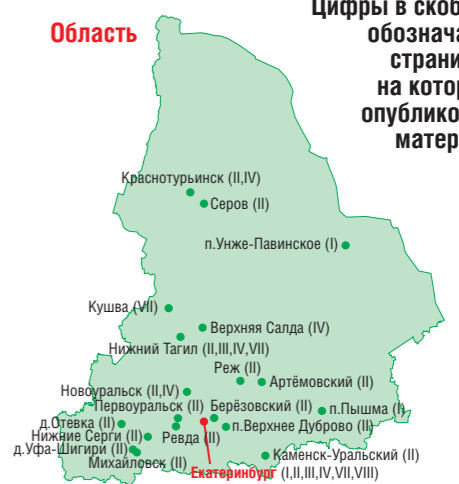 Область
Цифры в скоб
обознача
страни
на котор
опублико
матер
Краснотурьинск (II,IV)
Серов (II)
п.Унже-Павинское (I)
Кушва (VII)
Верхняя Салда (IV)
Нижний Тагил (II,III,IV,VII)
Реж (II)
Артёмовский (II)
Новоуральск (II,IV)
Первоуральск (II)
Берёзовский (II)
п.Пышма (I)
д.Отевка (II)
п.Верхнее Дуброво (II)
Нижние Серги (II)
Ревда (II)
д.Уфа-Шигири (II)
Михайловск (II)
Каменск-Уральский (II)
Екатеринбург (I,II,III,IV,VII,VIII)